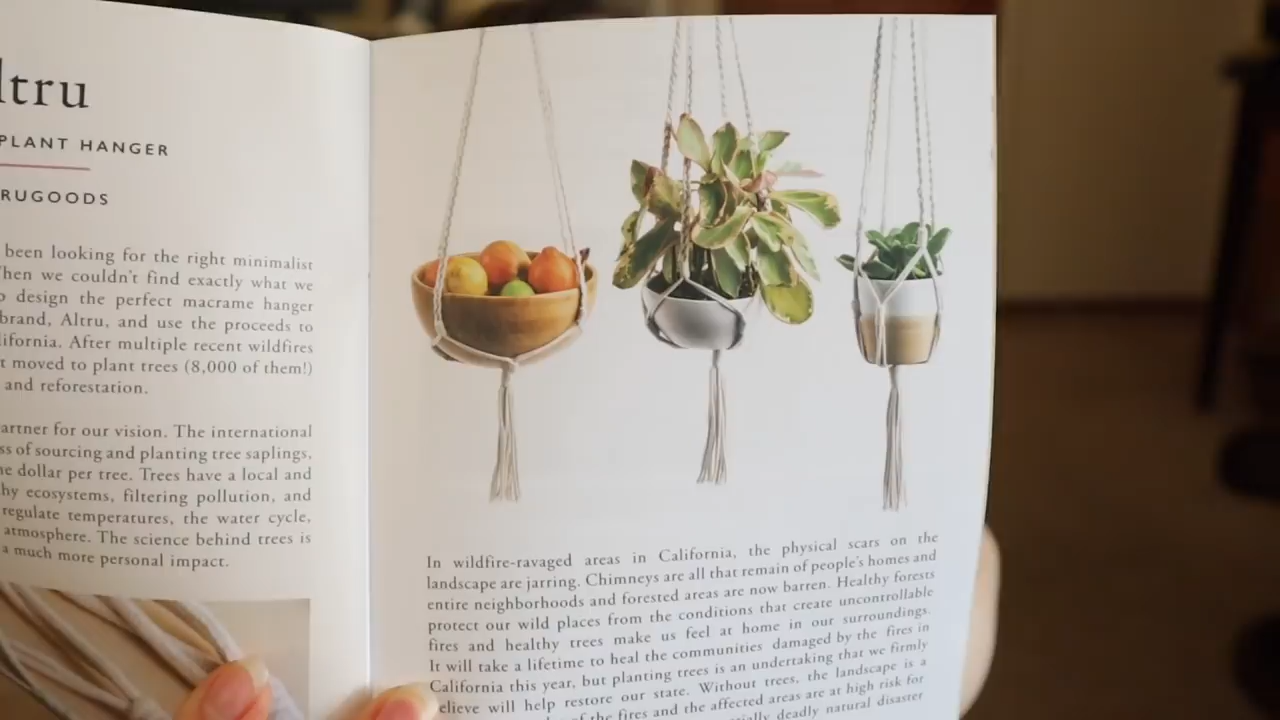 ltru
PLANT HANGER
RUGOODS
been looking for the right minimalist
hen we couldn't find exactly what we
design the perfect macrame hanger
brand, Altru, and use the proceeds to
lifornia. After multiple recent wildfires
t moved to plant trees (8,000 of them!)
and reforestation.
artner for our vision. The international
ss of sourcing and planting tree saplings,
ne dollar per tree. Trees have a local and
hy ecosystems, filtering pollution, and
regulate temperatures, the water cycle,
atmosphere. The science behind trees is
a much more personal impact.
In wildfire-ravaged areas in California, the physical scars on the
landscape are jarring. Chimneys are all that remain of people's homes and
entire neighborhoods and forested areas are now barren. Healthy forests
protect our wild places from the conditions that create uncontrollable
fires and healthy trees make us feel at home in our surroundings.
It will take a lifetime to heal the communities damaged by the fires in
California this year, but planting trees is an undertaking that we firmly
elieve will help restore our state. Without trees, the landscape is a
of the fires and the affected areas are at high risk for
deadly natural disaster